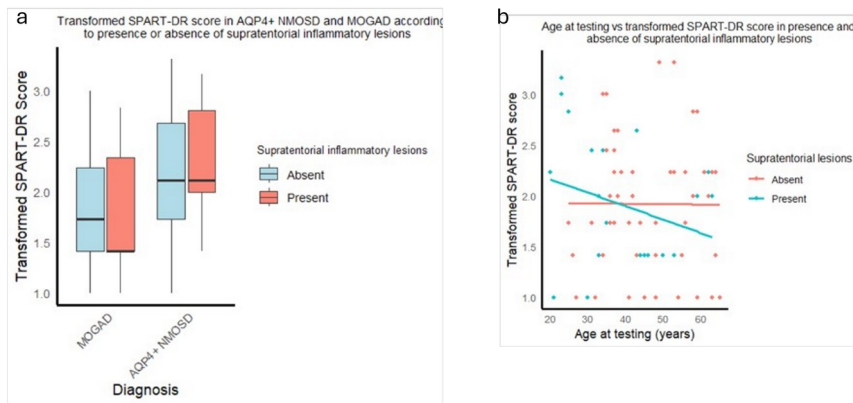 a
Transformed SPART-DR score in AQP4+ NMOSD and MOGAD according
to presence or absence of supratentorial inflammatory lesions
Transformed SPART-DR Score
3.0
2.5
2.0
1.5
1.0
MOGAD
AQP4+ NMOSD
Diagnosis
Supratentorial inflammatory lesions
Absent
Present
b
Age at testing vs transformed SPART-DR score in presence and
absence of supratentorial inflammatory lesions
Transformed SPART-DR score
3.0
2.5
2.0
1.5
1.0
20 30 40 50 60
Age at testing (years)
Supratentorial lesions
Absent
Present